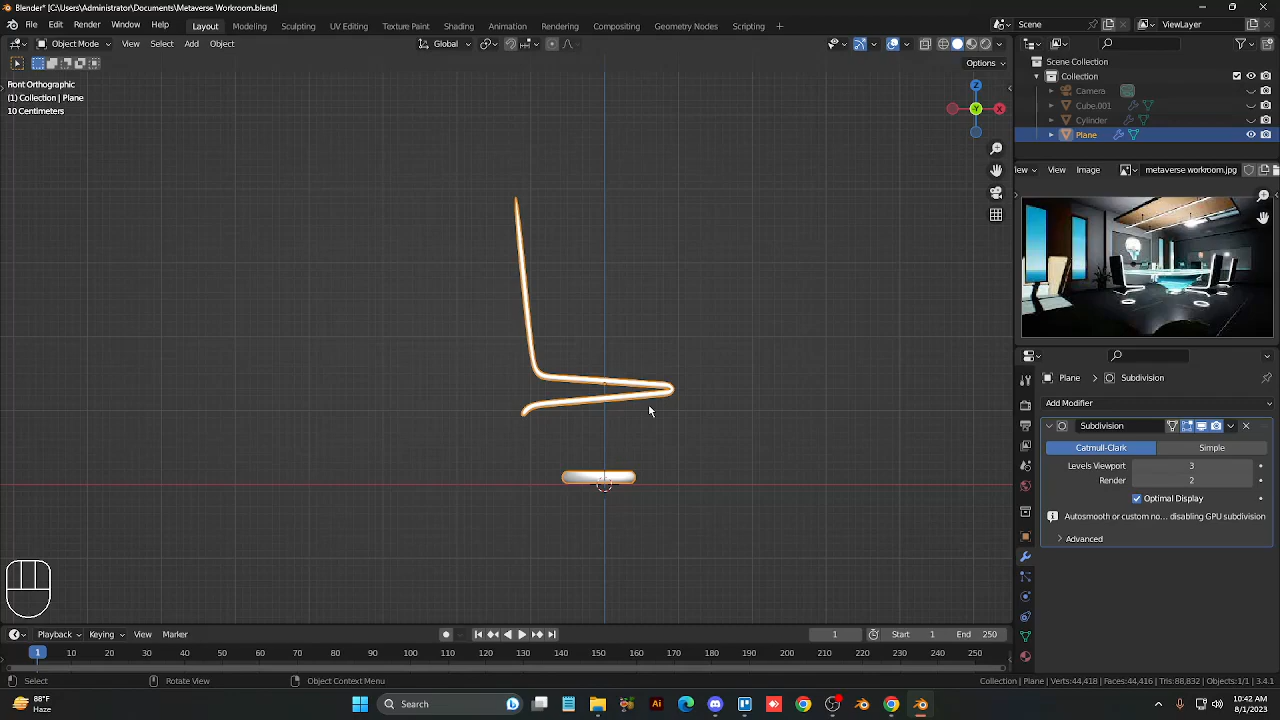 Blender* [C:\Users\Administrator\Documents\Metaverse Workroom.blend]
File Edit Render Window Help Layout Modeling Sculpting UV Editing Texture Paint Shading Animation Rendering Compositing Geometry Nodes Scripting + Scene ViewLayer
Object Mode View Select Add Object Global
Options
Front Orthographic
(1) Collection | Plane
10 Centimeters
Z
Y
X
Scene Collection
Collection
Camera
Cube.001
Cylinder
Plane
View Image metaverse workroom.jpg
Plane Subdivision
Add Modifier
Subdivision
Catmull-Clark Simple
Levels Viewport 3
Render 2
Optimal Display
Autosmooth or custom no... disabling GPU subdivision
Advanced
Playback Keying View Marker 1 Start 1 End 250
1 10 20 30 40 50 60 70 80 90 100 110 120 130 140 150 160 170 180 190 200 210 220 230 240 250
Select Rotate View Object Context Menu Collection | Plane | Verts:44,418 | Faces:44,416 | Tris:88,832 | Objects:1/1 | 3.4.1
88°F
Haze
Search
10:42 AM
8/1/2023